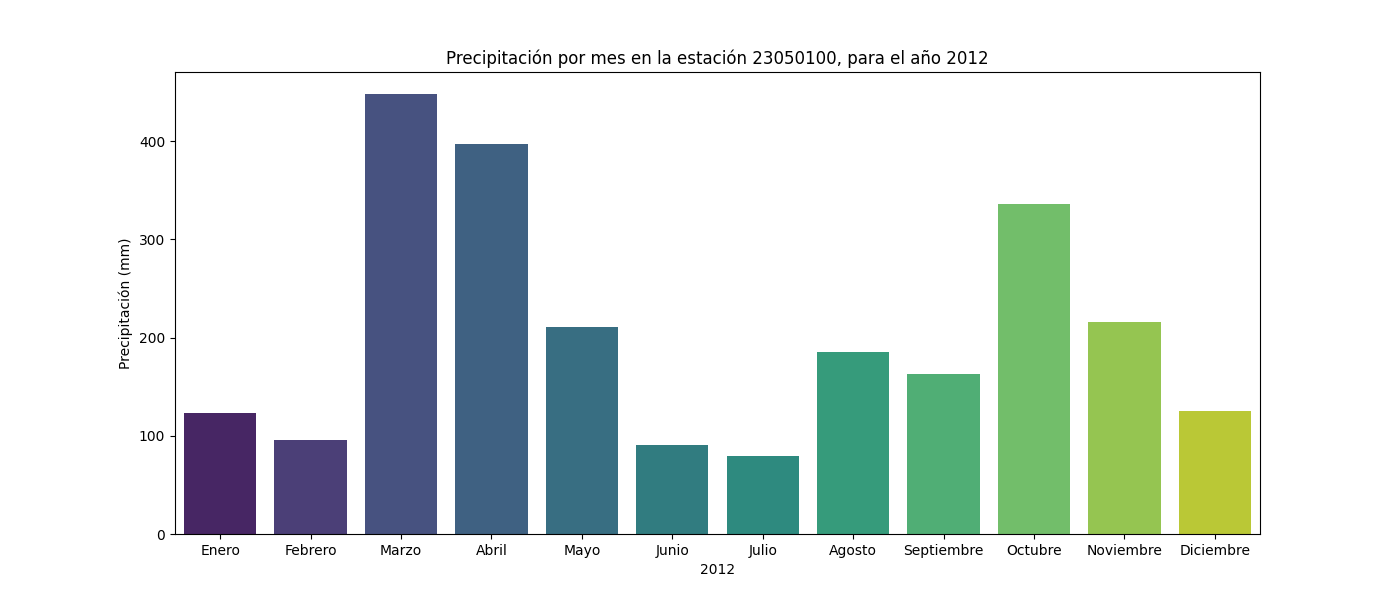 Precipitación por mes en la estación 23050100, para el año 2012
Precipitación (mm)
400
300
200
100
0
Enero Febrero Marzo Abril Mayo Junio Julio Agosto Septiembre Octubre Noviembre Diciembre
2012